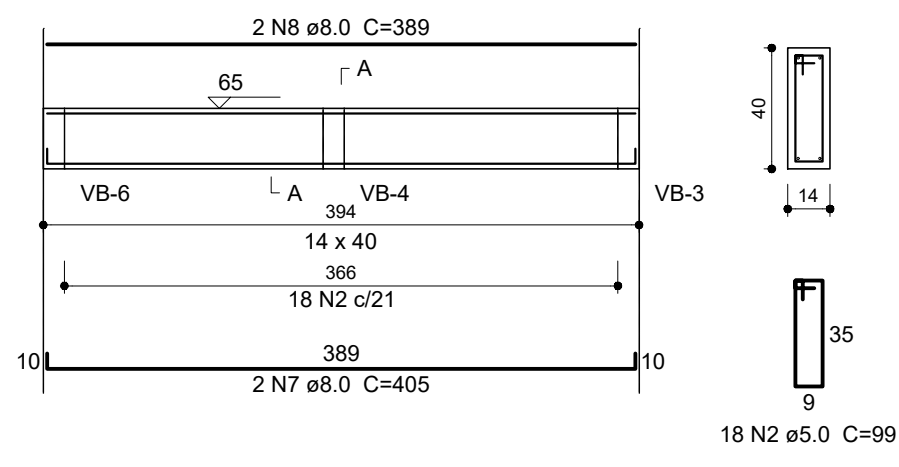 2 N8 ø8.0 C=389
A
65
40
A
VB-6
VB-4
VB-3
14
394
14 x 40
366
18 N2 c/21
10
389
10
2 N7 ø8.0 C=405
35
9
18 N2 ø5.0 C=99